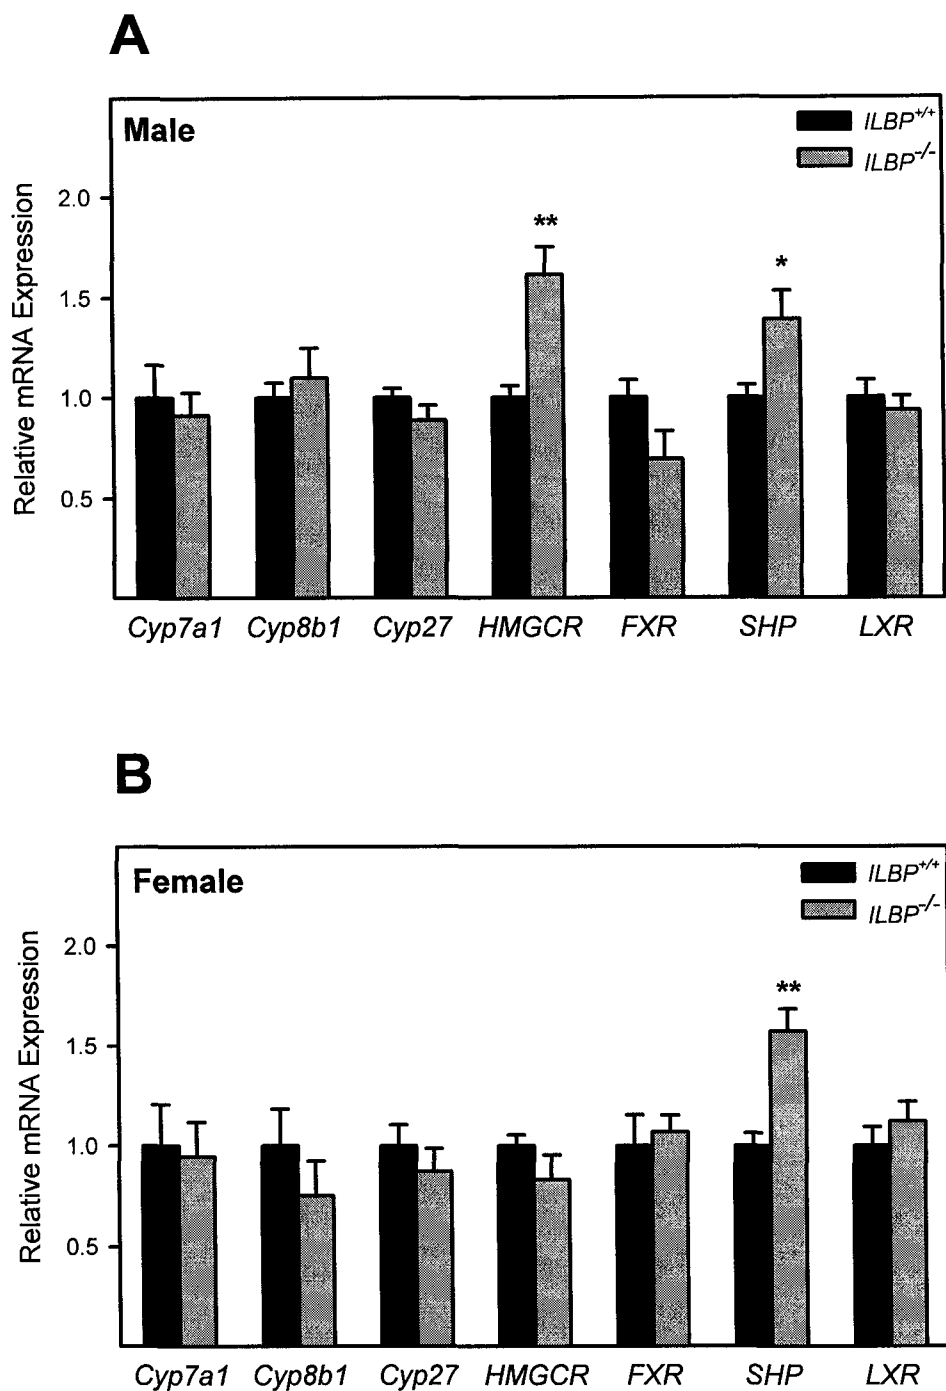 A
Male
ILBP+/+
ILBP-/-
Relative mRNA Expression
2.0
1.5
1.0
0.5
**
*
Cyp7a1 Cyp8b1 Cyp27 HMGCR FXR SHP LXR
B
Female
ILBP+/+
ILBP-/-
Relative mRNA Expression
2.0
1.5
1.0
0.5
**
Cyp7a1 Cyp8b1 Cyp27 HMGCR FXR SHP LXR